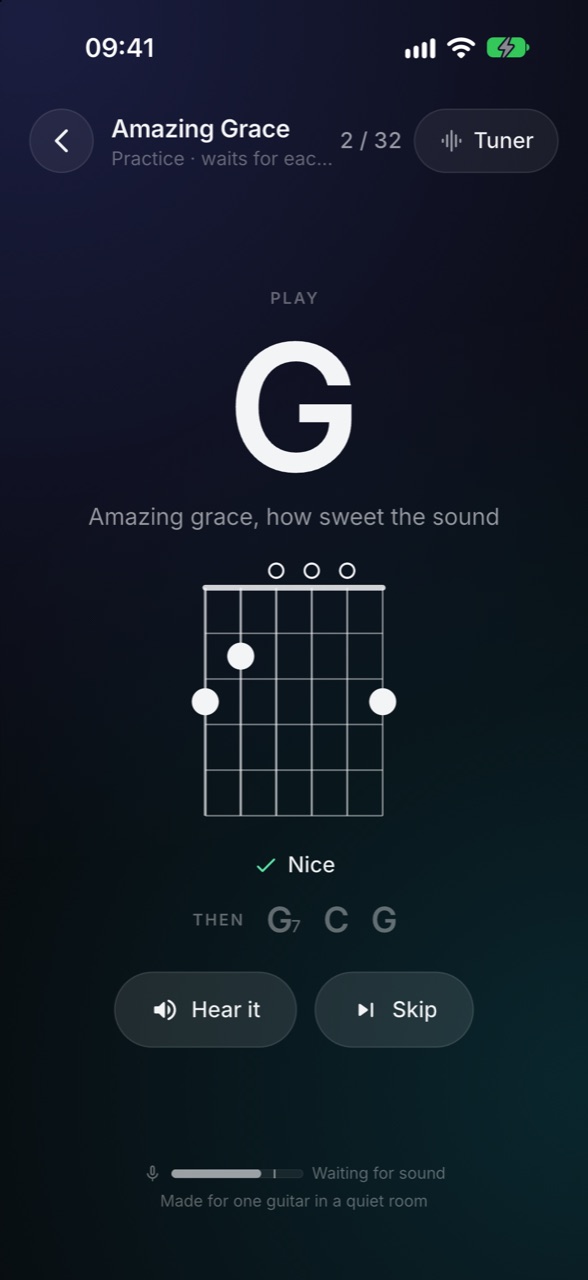 09:41
Amazing Grace
Practice · waits for eac...
2 / 32
Tuner
PLAY
G
Amazing grace, how sweet the sound
Nice
THEN G7 C G
Hear it
Skip
Waiting for sound
Made for one guitar in a quiet room